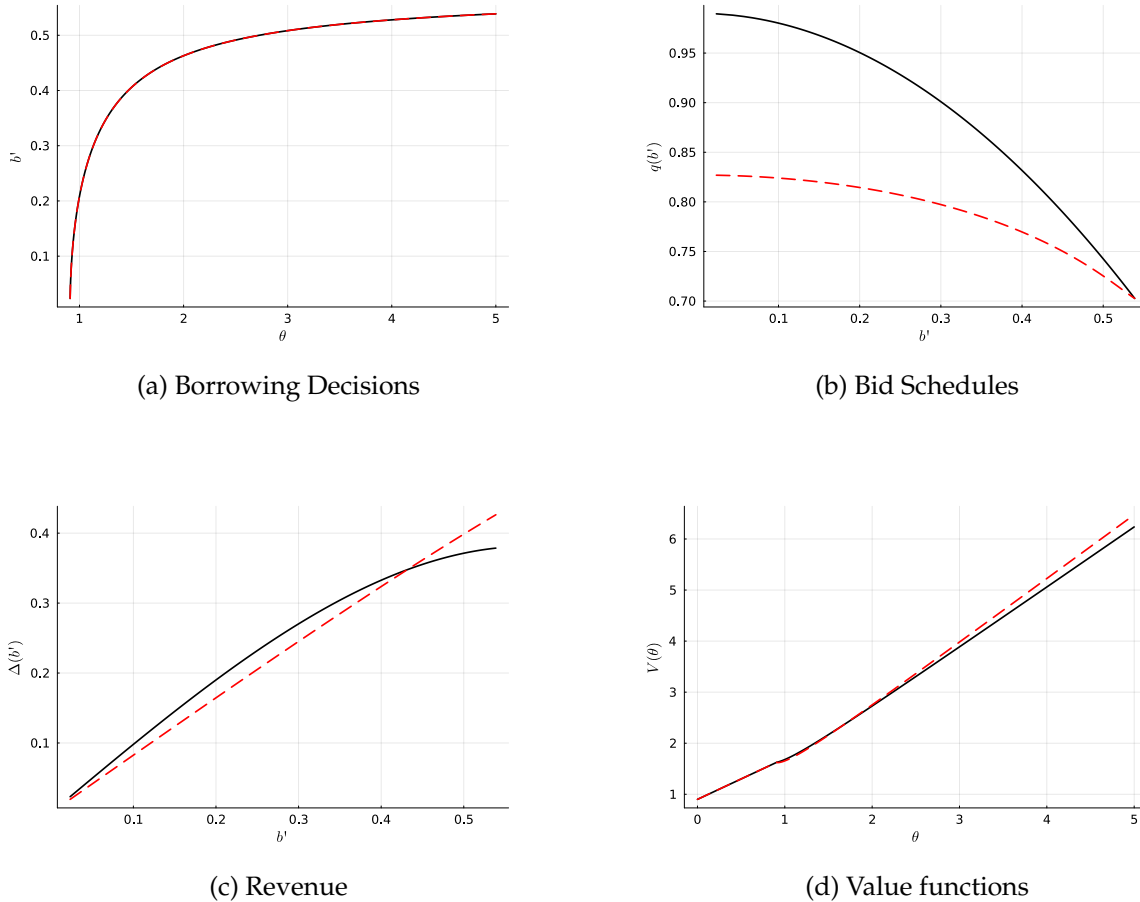 0.5
0.4
0.3
0.2
0.1
b'
1 2 3 4 5
θ
(a) Borrowing Decisions
0.95
0.90
0.85
0.80
0.75
0.70
q(b')
0.1 0.2 0.3 0.4 0.5
b'
(b) Bid Schedules
0.4
0.3
0.2
0.1
Δ(b')
0.1 0.2 0.3 0.4 0.5
b'
(c) Revenue
6
5
4
3
2
1
V(θ)
0 1 2 3 4 5
θ
(d) Value functions